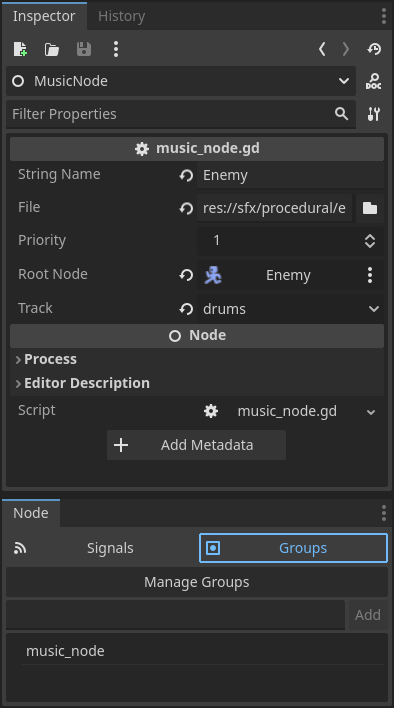 Inspector History
MusicNode
DOC
Filter Properties
music_node.gd
String Name Enemy
File res://sfx/procedural/e
Priority 1
Root Node Enemy
Track drums
Node
Process
Editor Description
Script music_node.gd
Add Metadata
Node
Signals Groups
Manage Groups
Add
music_node